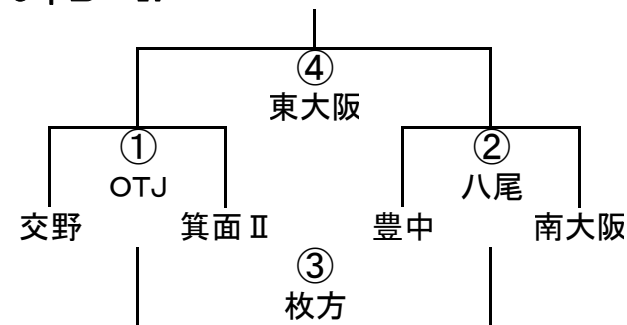 ④
東大阪
①
②
OTJ
八尾
交野
箕面Ⅱ
豊中
南大阪
③
枚方